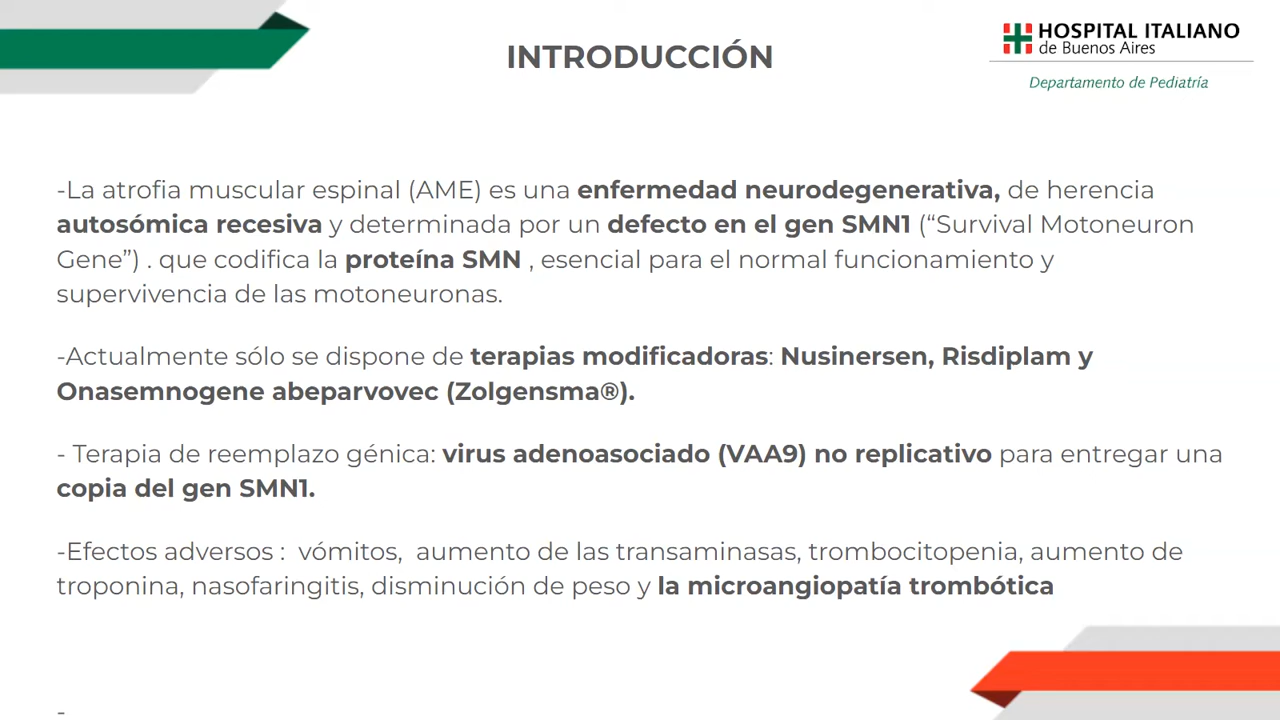 INTRODUCCIÓN
HOSPITAL ITALIANO
de Buenos Aires
Departamento de Pediatría
-La atrofia muscular espinal (AME) es una enfermedad neurodegenerativa, de herencia
autosómica recesiva y determinada por un defecto en el gen SMN1 (“Survival Motoneuron
Gene”) . que codifica la proteína SMN , esencial para el normal funcionamiento y
supervivencia de las motoneuronas.
-Actualmente sólo se dispone de terapias modificadoras: Nusinersen, Risdiplam y
Onasemnogene abeparvovec (Zolgensma®).
- Terapia de reemplazo génica: virus adenoasociado (VAA9) no replicativo para entregar una
copia del gen SMN1.
-Efectos adversos :  vómitos,  aumento de las transaminasas, trombocitopenia, aumento de
troponina, nasofaringitis, disminución de peso y la microangiopatía trombótica
-